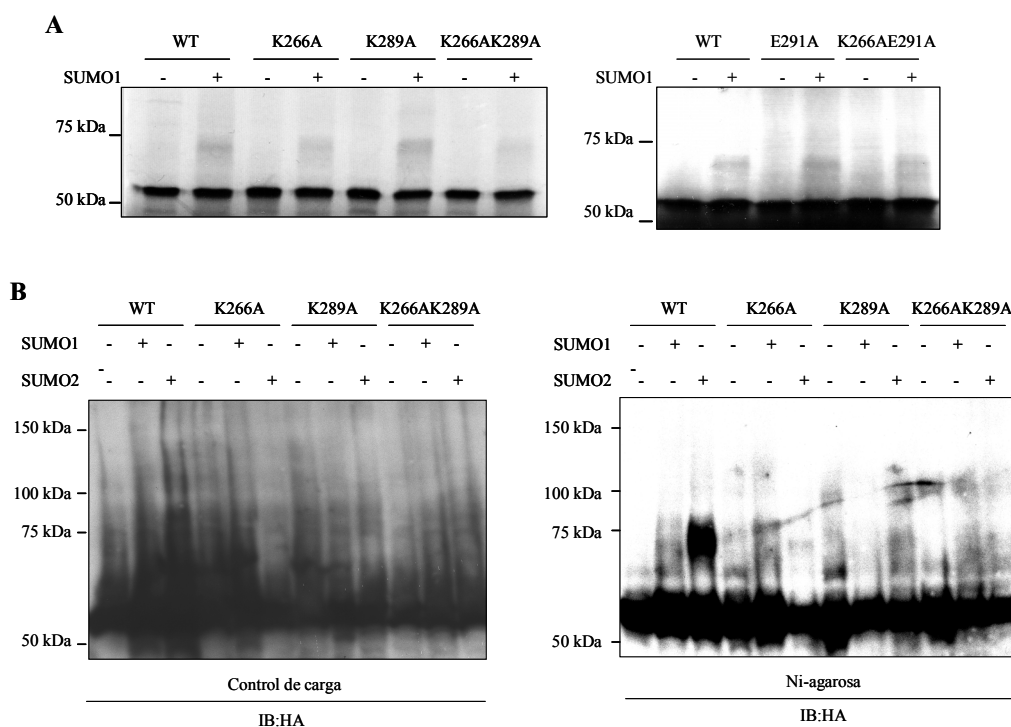 A
WT K266A K289A K266AK289A
SUMO1 - + - + - + - +
75 kDa
50 kDa
WT E291A K266AE291A
SUMO1 - + - + - +
75 kDa
50 kDa
B
WT K266A K289A K266AK289A
SUMO1 - + - - + - - + - - + -
SUMO2 - - - + - - + - - + - - +
150 kDa
100 kDa
75 kDa
50 kDa
Control de carga
IB:HA
WT K266A K289A K266AK289A
SUMO1 - + - - + - - + - - + -
SUMO2 - - - + - - + - - + - - +
150 kDa
100 kDa
75 kDa
50 kDa
Ni-agarosa
IB:HA